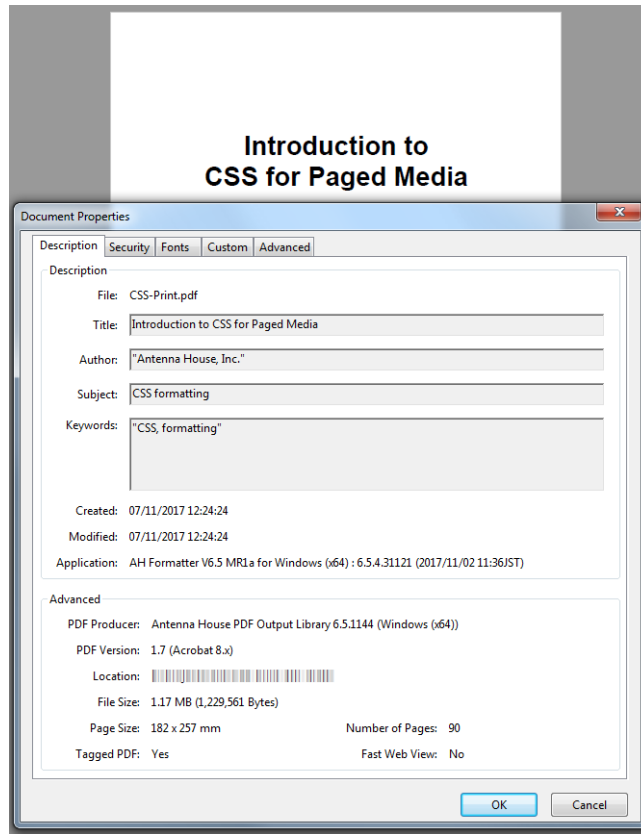 Introduction to
CSS for Paged Media
Document Properties
Description Security Fonts Custom Advanced
Description
File: CSS-Print.pdf
Title: Introduction to CSS for Paged Media
Author: "Antenna House, Inc."
Subject: CSS formatting
Keywords: "CSS, formatting"
Created: 07/11/2017 12:24:24
Modified: 07/11/2017 12:24:24
Application: AH Formatter V6.5 MR1a for Windows (x64) : 6.5.4.31121 (2017/11/02 11:36JST)
Advanced
PDF Producer: Antenna House PDF Output Library 6.5.1144 (Windows (x64))
PDF Version: 1.7 (Acrobat 8.x)
Location:
File Size: 1.17 MB (1,229,561 Bytes)
Page Size: 182 x 257 mm Number of Pages: 90
Tagged PDF: Yes Fast Web View: No
OK Cancel